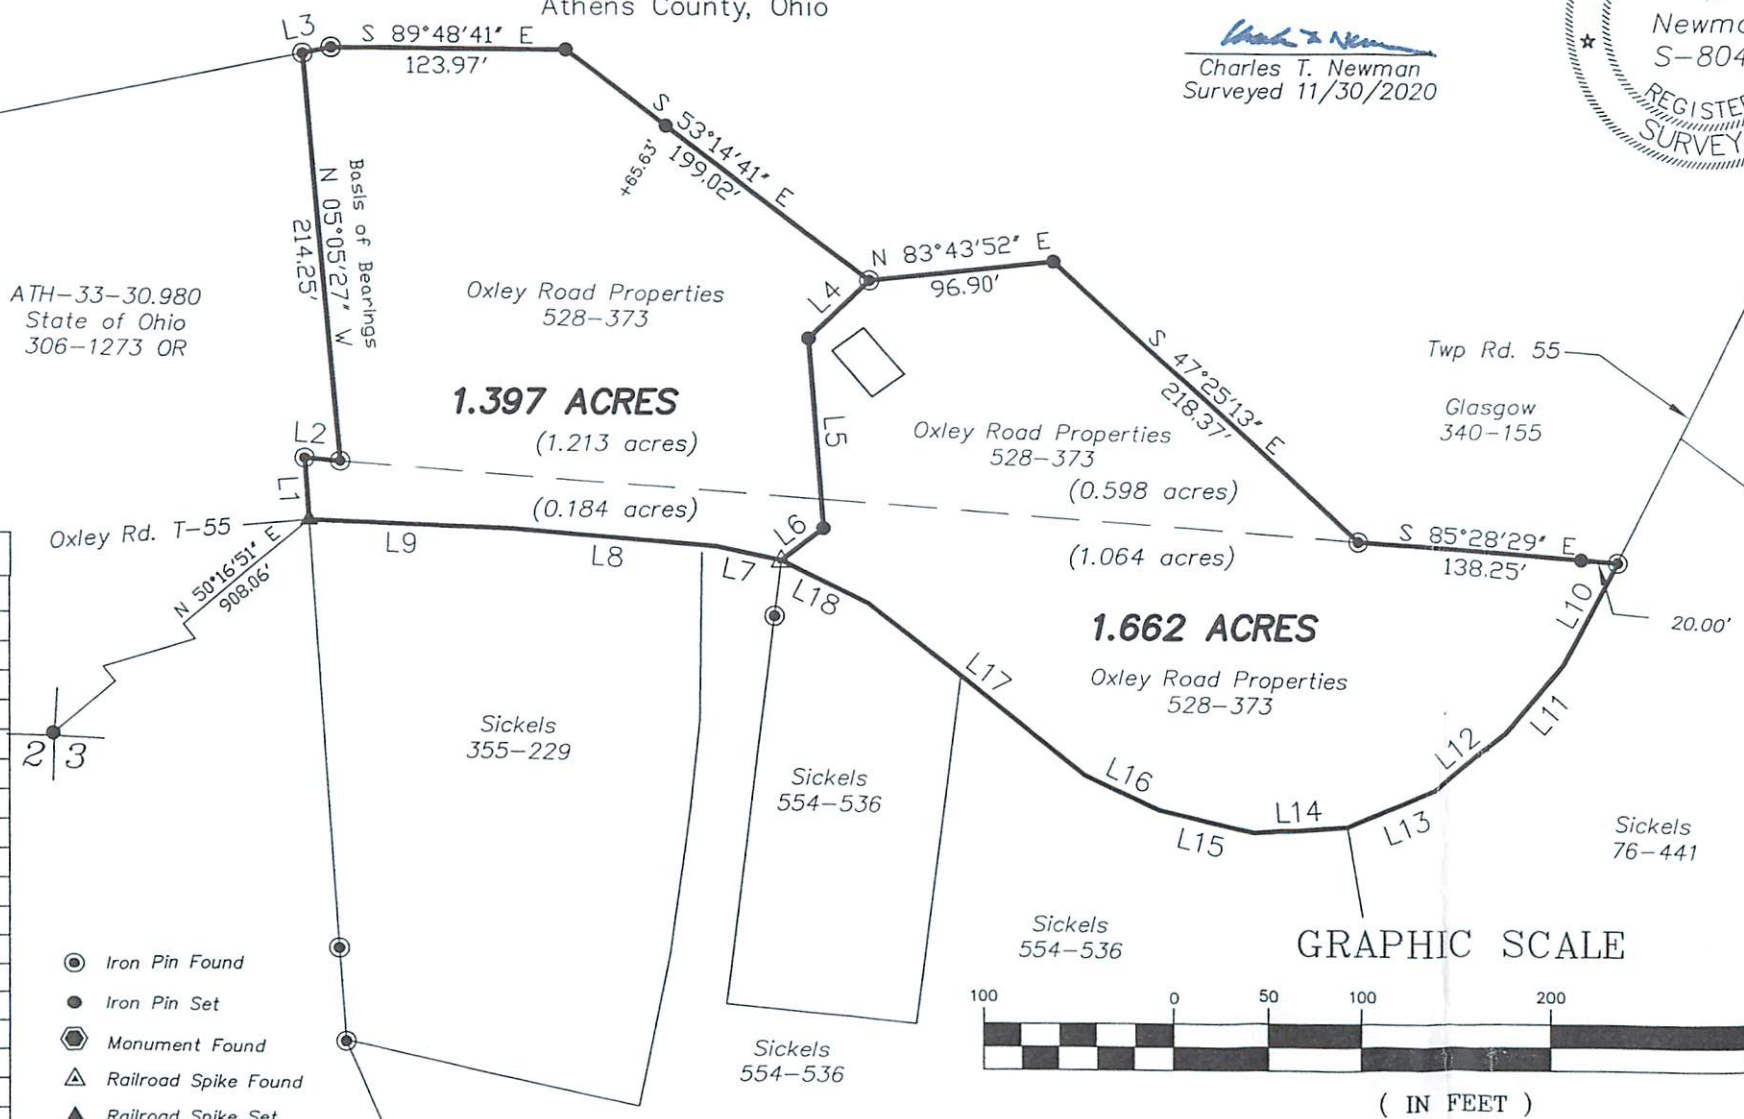 Athens County, Ohio
L3
S 89°48'41" E
123.97'
Charles T. Newman
Surveyed 11/30/2020
S-804
REGISTE
SURVEY
S 53°14'41" E
199.02'
+65.63'
Basis of Bearings
N 05°05'27" W
214.25'
N 83°43'52" E
96.90'
L4
ATH-33-30.980
State of Ohio
306-1273 OR
Oxley Road Properties
528-373
S 47°25'13" E
218.37'
Twp Rd. 55
Glasgow
340-155
1.397 ACRES
(1.213 acres)
L2
L5
Oxley Road Properties
528-373
(0.598 acres)
L1
(0.184 acres)
L6
Oxley Rd. T-55
L9
L8
L7
L18
(1.064 acres)
S 85°28'29" E
138.25'
L10
20.00'
N 50°16'51" E
908.06'
1.662 ACRES
Oxley Road Properties
528-373
L17
L11
2 3
Sickels
355-229
Sickels
554-536
L16
L12
L15
L14
L13
Sickels
76-441
Sickels
554-536
Sickels
554-536
Iron Pin Found
Iron Pin Set
Monument Found
Railroad Spike Found
Railroad Spike Set
GRAPHIC SCALE
100 0 50 100 200
( IN FEET )